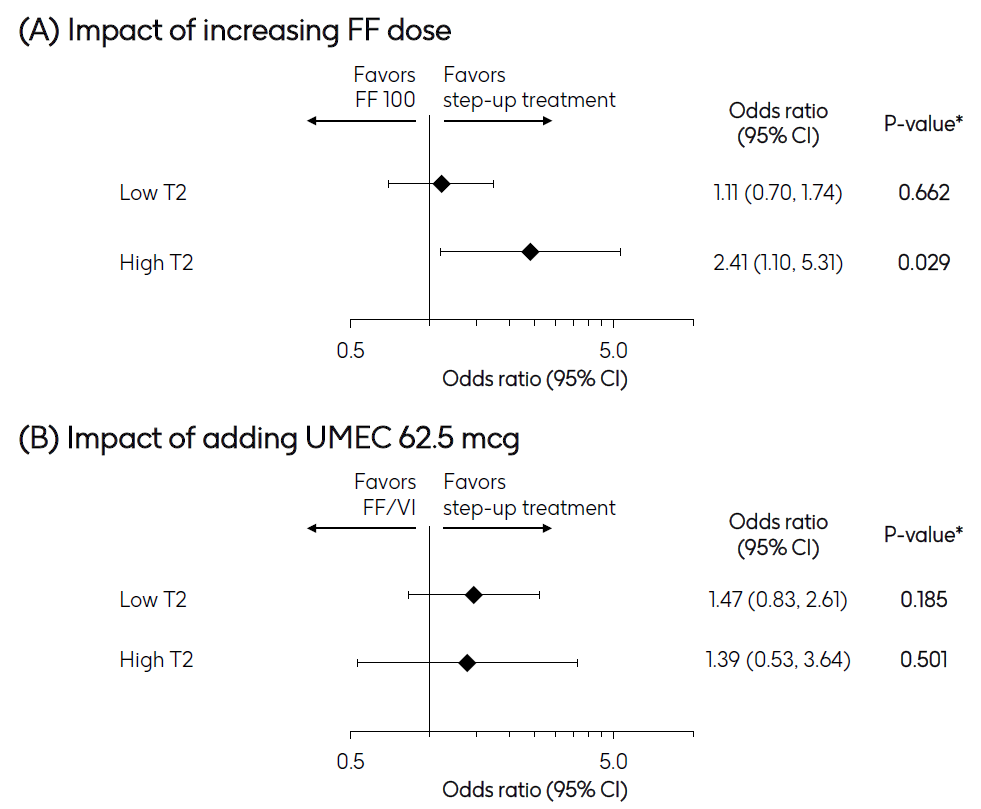 (A) Impact of increasing FF dose
Favors
FF 100
Favors
step-up treatment
Odds ratio
(95% CI)
P-value*
Low T2
1.11 (0.70, 1.74)
0.662
High T2
2.41 (1.10, 5.31)
0.029
0.5
5.0
Odds ratio (95% CI)
(B) Impact of adding UMEC 62.5 mcg
Favors
FF/VI
Favors
step-up treatment
Odds ratio
(95% CI)
P-value*
Low T2
1.47 (0.83, 2.61)
0.185
High T2
1.39 (0.53, 3.64)
0.501
0.5
5.0
Odds ratio (95% CI)